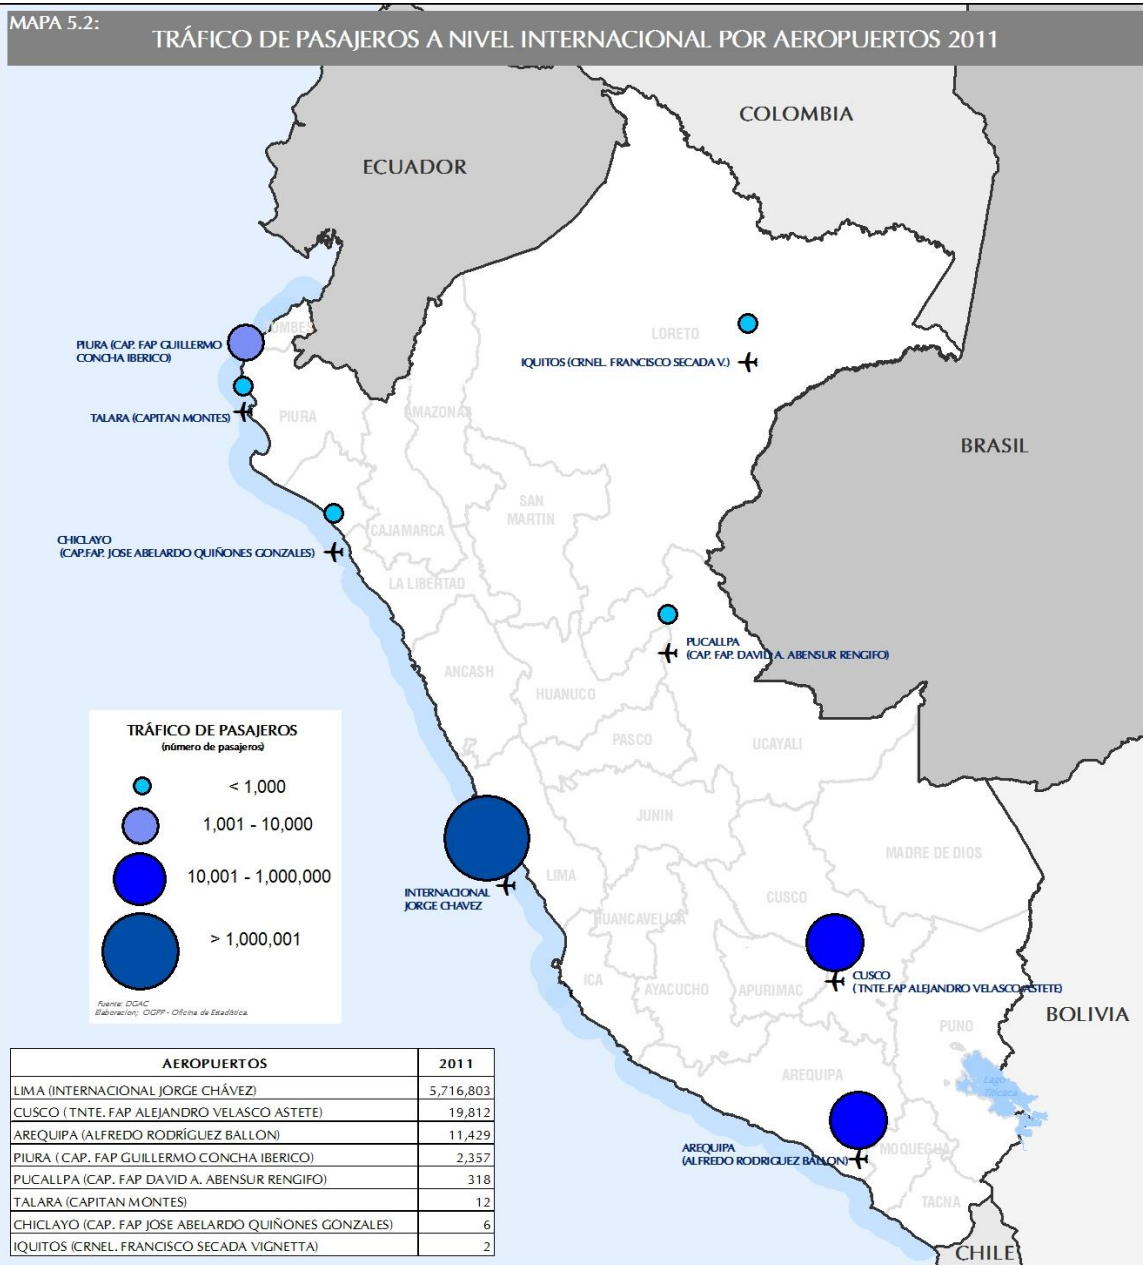 MAPA 5.2:
TRÁFICO DE PASAJEROS A NIVEL INTERNACIONAL POR AEROPUERTOS 2011
COLOMBIA
ECUADOR
TUMBES
PIURA (CAP. FAP GUILLERMO
CONCHA IBERICO)
LORETO
IQUITOS (CRNEL. FRANCISCO SECADA V.)
TALARA (CAPITAN MONTES)
PIURA
AMAZONAS
BRASIL
SAN
MARTIN
CAJAMARCA
CHICLAYO
(CAP.FAP. JOSE ABELARDO QUIÑONES GONZALES)
LA LIBERTAD
PUCALLPA
(CAP. FAP. DAVID A. ABENSUR RENGIFO)
ANCASH
HUANUCO
PASCO
UCAYALI
TRÁFICO DE PASAJEROS
(número de pasajeros)
< 1,000
1,001 - 10,000
10,001 - 1,000,000
> 1,000,001
Fuente: DGAC
Elaboracion; OGPP - Oficina de Estadística.
JUNIN
MADRE DE DIOS
LIMA
INTERNACIONAL
JORGE CHAVEZ
CUSCO
HUANCAVELICA
ICA
AYACUCHO
APURIMAC
CUSCO
( TNTE.FAP ALEJANDRO VELASCO ASTETE)
BOLIVIA
PUNO
AREQUIPA
Lago
Titicaca
AREQUIPA
(ALFREDO RODRIGUEZ BALLON)
MOQUEGUA
TACNA
CHILE
AEROPUERTOS 2011
LIMA (INTERNACIONAL JORGE CHÁVEZ) 5,716,803
CUSCO ( TNTE. FAP ALEJANDRO VELASCO ASTETE) 19,812
AREQUIPA (ALFREDO RODRÍGUEZ BALLON) 11,429
PIURA ( CAP. FAP GUILLERMO CONCHA IBERICO) 2,357
PUCALLPA (CAP. FAP DAVID A. ABENSUR RENGIFO) 318
TALARA (CAPITAN MONTES) 12
CHICLAYO (CAP. FAP JOSE ABELARDO QUIÑONES GONZALES) 6
IQUITOS (CRNEL. FRANCISCO SECADA VIGNETTA) 2